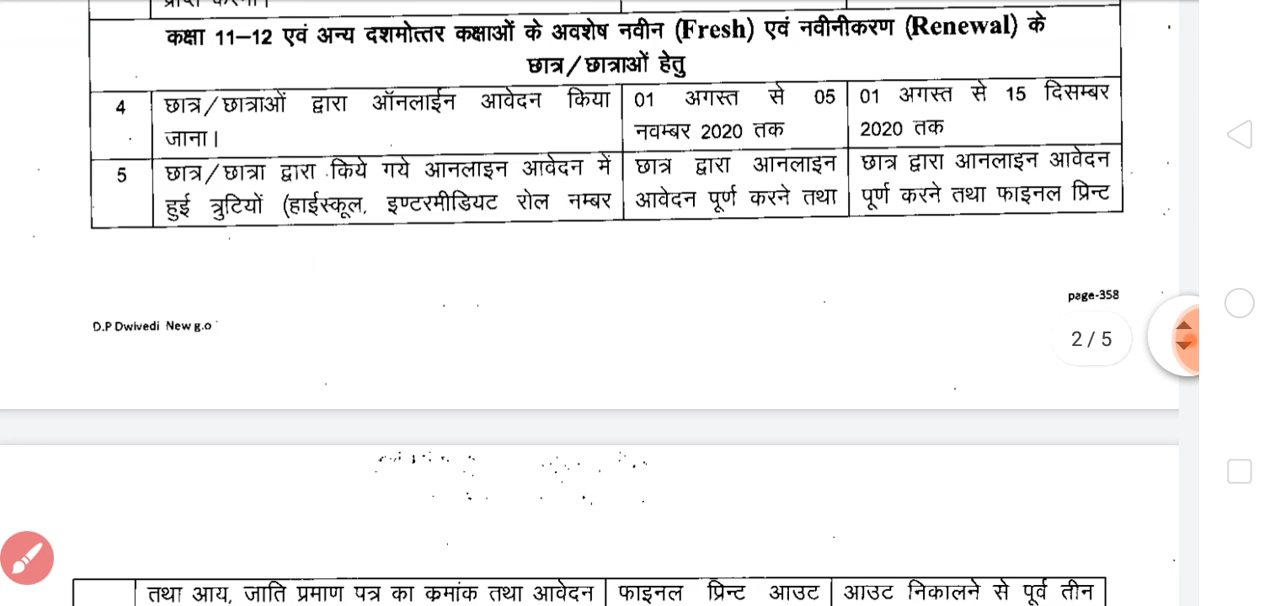 कक्षा 11–12 एवं अन्य दशमोत्तर कक्षाओं के अवशेष नवीन (Fresh) एवं नवीनीकरण (Renewal) के
छात्र/छात्राओं हेतु
4 छात्र/छात्राओं द्वारा ऑनलाईन आवेदन किया 01 अगस्त से 05 01 अगस्त से 15 दिसम्बर
जाना। नवम्बर 2020 तक 2020 तक
5 छात्र/छात्रा द्वारा किये गये आनलाइन आवेदन में छात्र द्वारा आनलाइन छात्र द्वारा आनलाइन आवेदन
हुई त्रुटियों (हाईस्कूल, इण्टरमीडियट रोल नम्बर आवेदन पूर्ण करने तथा पूर्ण करने तथा फाइनल प्रिन्ट
page-358
D.P Dwivedi New g.o
2 / 5
तथा आय, जाति प्रमाण पत्र का क्रमांक तथा आवेदन फाइनल प्रिन्ट आउट आउट निकालने से पूर्व तीन